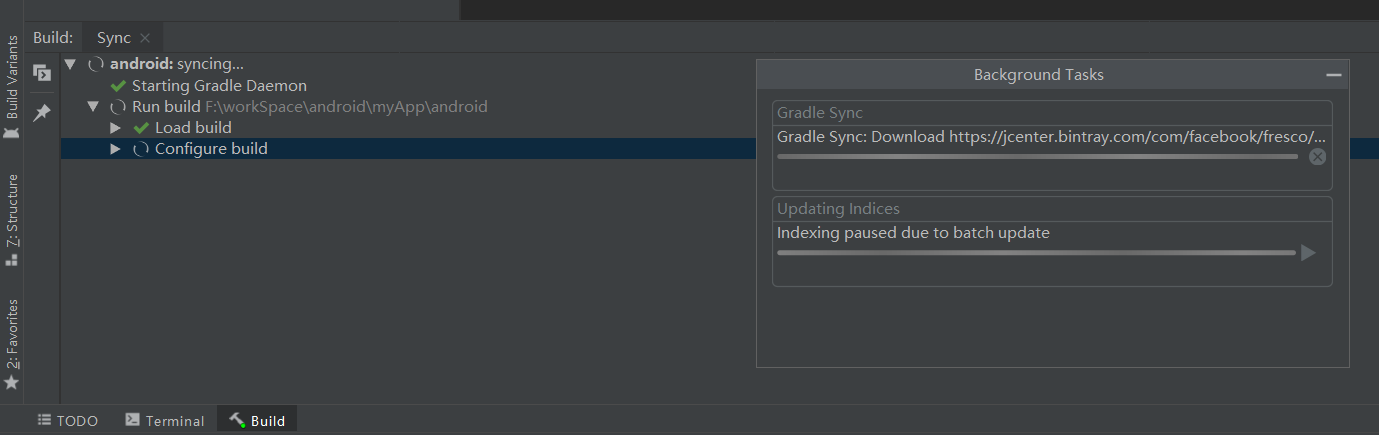 Build: Sync ×
android: syncing...
Starting Gradle Daemon
Run build F:\workSpace\android\myApp\android
Load build
Configure build
Background Tasks
Gradle Sync
Gradle Sync: Download https://jcenter.bintray.com/com/facebook/fresco/...
Updating Indices
Indexing paused due to batch update
Build Variants
7: Structure
2: Favorites
TODO Terminal Build